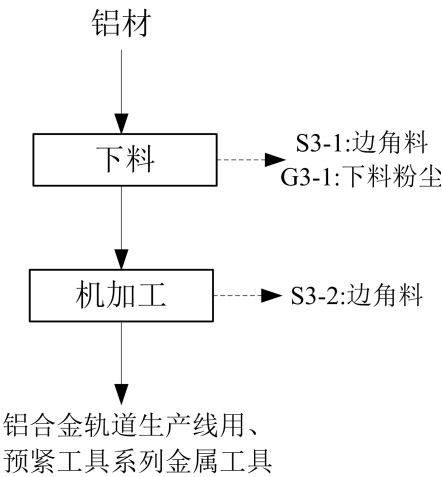 铝材
下料
S3-1:边角料
G3-1:下料粉尘
机加工
S3-2:边角料
铝合金轨道生产线用、
预紧工具系列金属工具